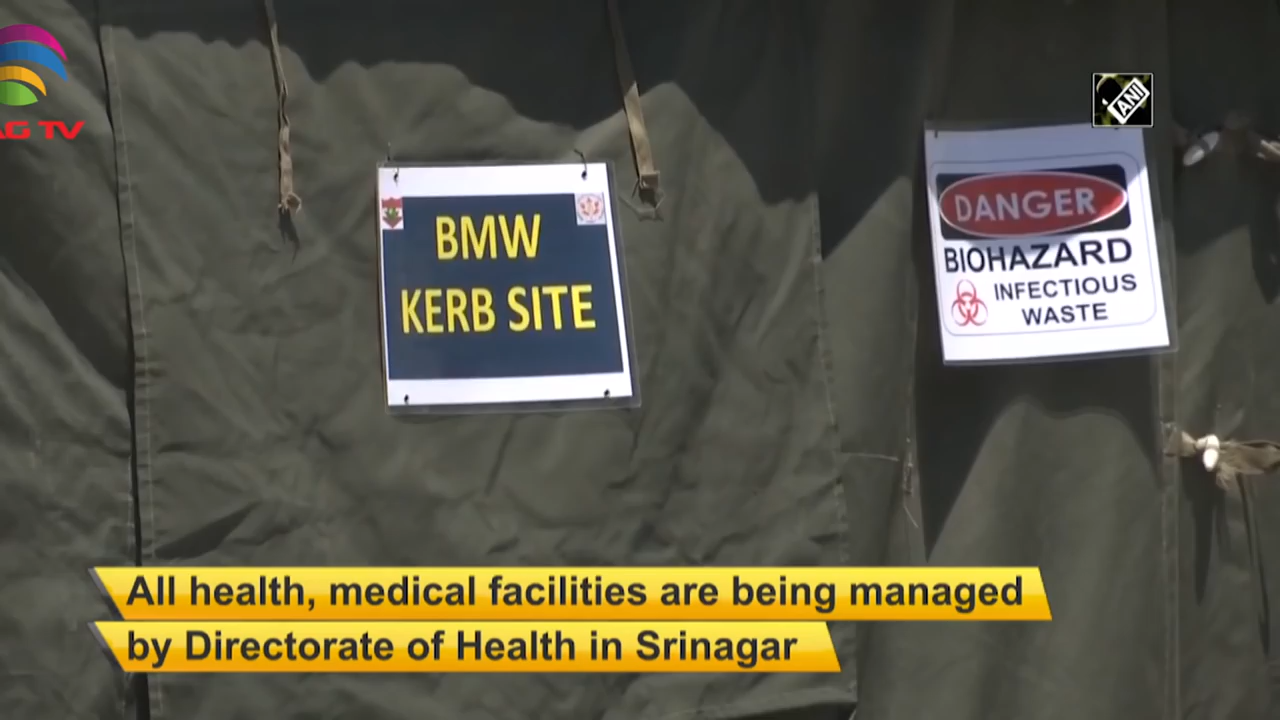 AG TV
ANI
BMW
KERB SITE
DANGER
BIOHAZARD
INFECTIOUS
WASTE
All health, medical facilities are being managed
by Directorate of Health in Srinagar